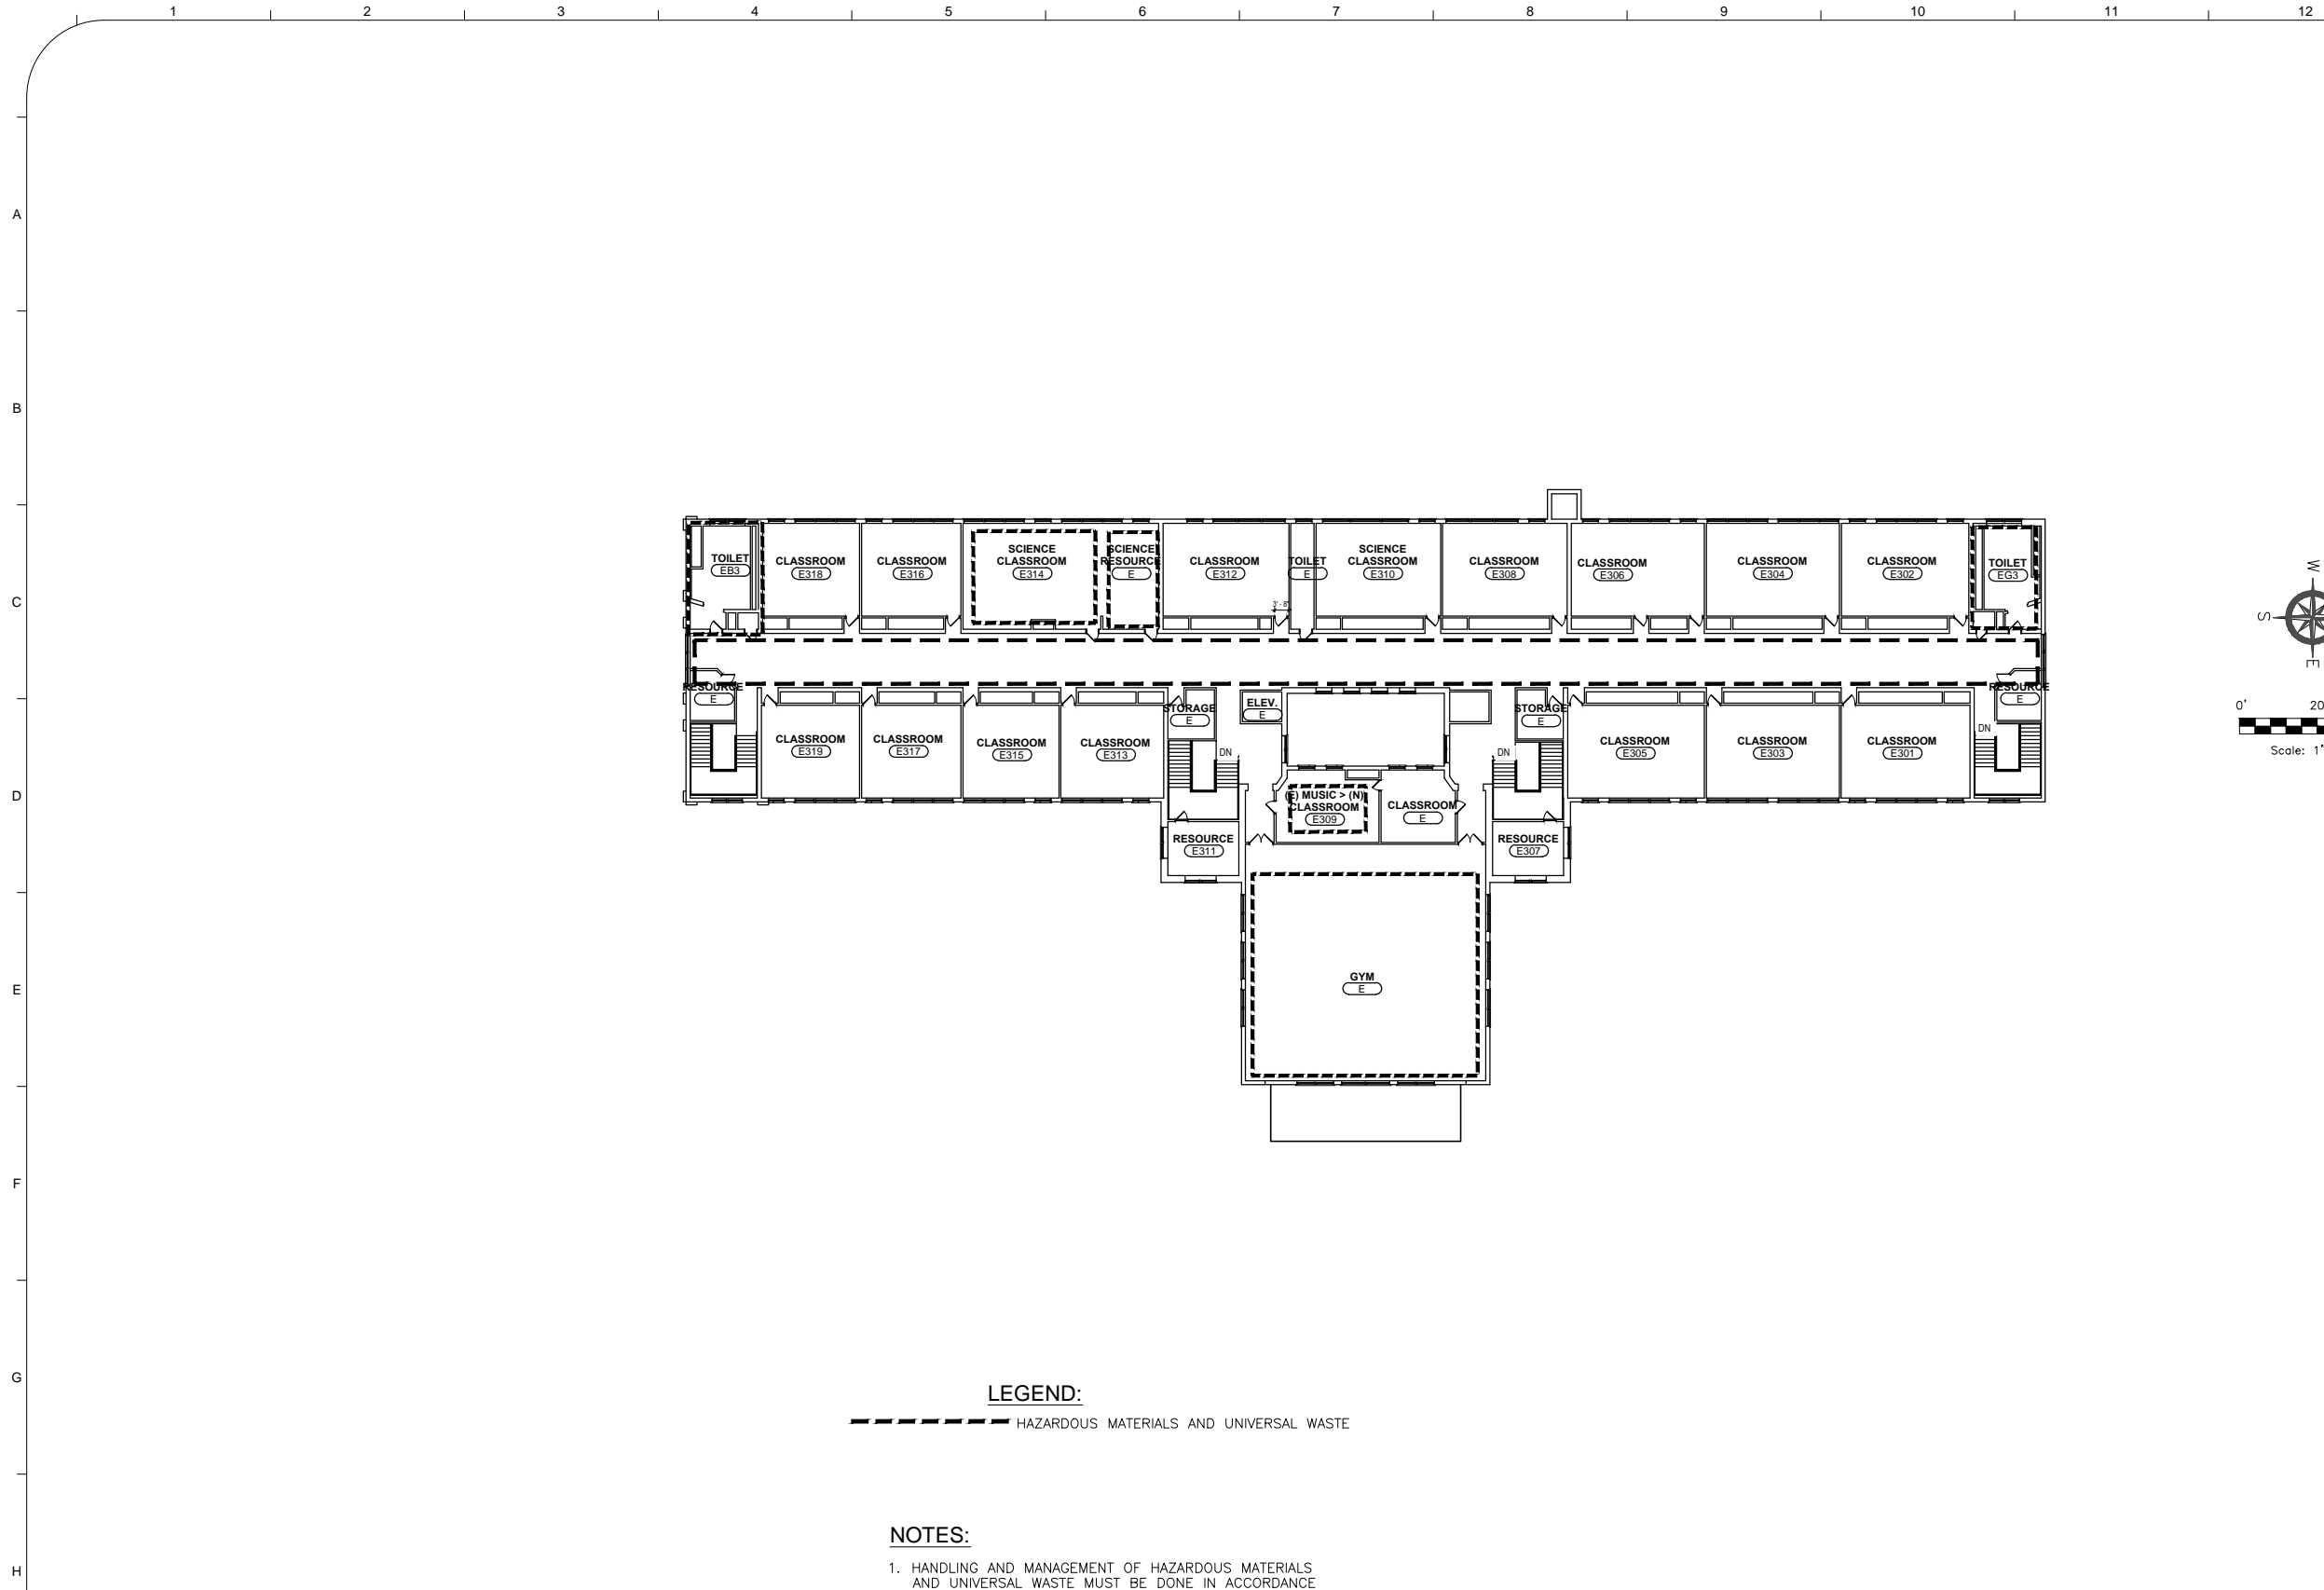 1 2 3 4 5 6 7 8 9 10 11 12
A
B
C
D
E
F
G
H
TOILET
EB3
CLASSROOM
E318
CLASSROOM
E316
SCIENCE
CLASSROOM
E314
SCIENCE
RESOURCE
E
CLASSROOM
E312
3'-8"
TOILET
E
SCIENCE
CLASSROOM
E310
CLASSROOM
E308
CLASSROOM
E306
CLASSROOM
E304
CLASSROOM
E302
TOILET
EG3
W
S
E
0' 20
Scale: 1"
RESOURCE
E
CLASSROOM
E319
CLASSROOM
E317
CLASSROOM
E315
CLASSROOM
E313
STORAGE
E
DN
ELEV.
E
(E) MUSIC > (N)
CLASSROOM
E309
CLASSROOM
E
DN
STORAGE
E
CLASSROOM
E305
CLASSROOM
E303
CLASSROOM
E301
RESOURCE
E
DN
RESOURCE
E311
RESOURCE
E307
GYM
E
LEGEND:
HAZARDOUS MATERIALS AND UNIVERSAL WASTE
NOTES:
1. HANDLING AND MANAGEMENT OF HAZARDOUS MATERIALS
AND UNIVERSAL WASTE MUST BE DONE IN ACCORDANCE